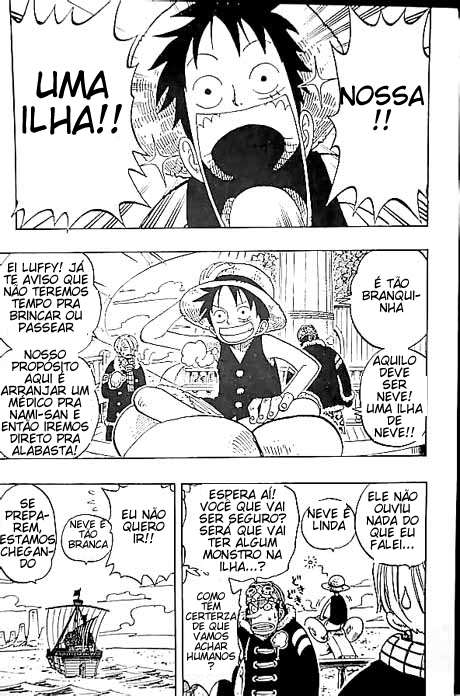 NOSSA
!!
UMA
ILHA!!
É TÃO
BRANQUI-
NHA
AQUILO
DEVE
SER
NEVE!
UMA ILHA
DE
NEVE!!
EI LUFFY! JÁ
TE AVISO QUE
NÃO TEREMOS
TEMPO PRA
BRINCAR OU
PASSEAR
NOSSO
PROPÓSITO
AQUI É
ARRANJAR UM
MÉDICO PRA
NAMI-SAN E
ENTÃO IREMOS
DIRETO PRA
ALABASTA!
ELE NÃO
OUVIU
NADA DO
QUE EU
FALEI...
NEVE É
LINDA
ESPERA AÍ!
VOCÊ QUE VAI
SER SEGURO?
SERÁ QUE VAI
TER ALGUM
MONSTRO NA
ILHA...?
COMO
TEM
CERTERZA
DE QUE
VAMOS
ACHAR
HUMANOS
?
EU NÃO
QUERO
IR!!
NEVE É
TÃO
BRANCA
SE
PREPA-
REM,
ESTAMOS
CHEGAN-
DO